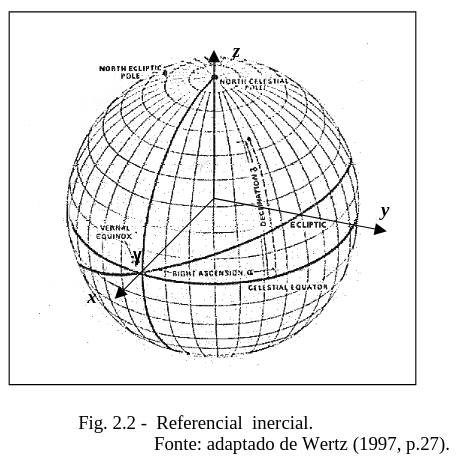 z
NORTH ECLIPTIC
POLE
NORTH CELESTIAL
POLE
DECLINATION δ
y
ECLIPTIC
VERNAL
EQUINOX
γ
RIGHT ASCENSION α
x
CELESTIAL EQUATOR
Fig. 2.2 - Referencial inercial.
Fonte: adaptado de Wertz (1997, p.27).